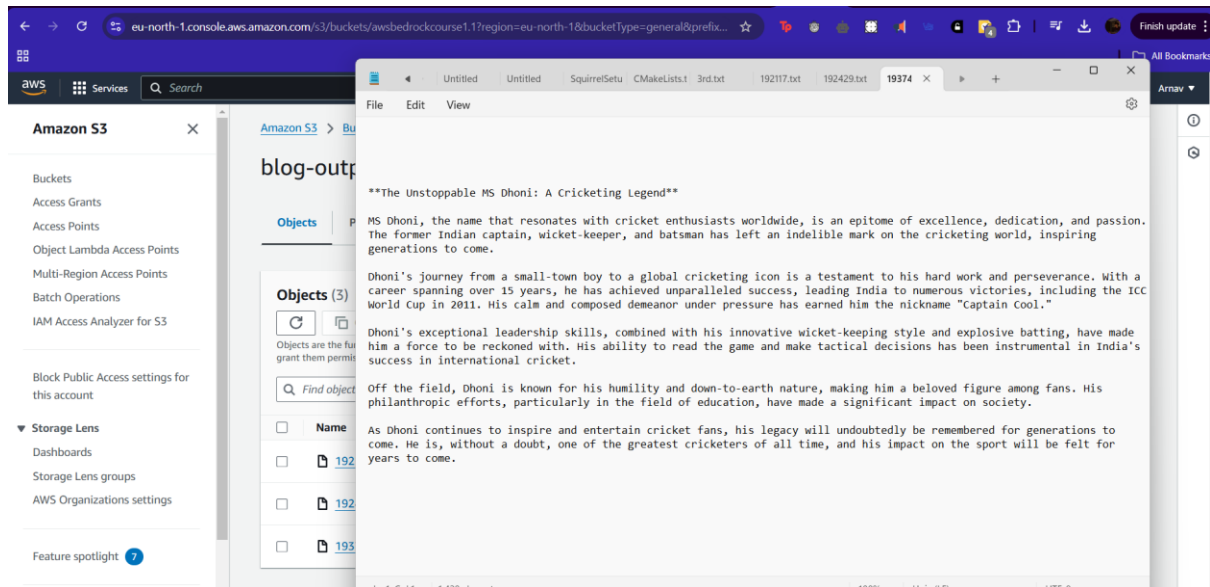 eu-north-1.console.aws.amazon.com/s3/buckets/awsbedrockcourse1.1?region=eu-north-1&bucketType=general&prefix...
Finish update
All Bookmarks
aws
Services
Search
Arnav
Untitled
Untitled
SquirrelSetu
CMakeLists.t
3rd.txt
192117.txt
192429.txt
19374
File
Edit
View
Amazon S3
Buckets
Access Grants
Access Points
Object Lambda Access Points
Multi-Region Access Points
Batch Operations
IAM Access Analyzer for S3
Block Public Access settings for
this account
Storage Lens
Dashboards
Storage Lens groups
AWS Organizations settings
Feature spotlight 7
Amazon S3 > Bu
blog-outp
Objects
P
Objects (3)
Objects are the fu
grant them permis
Find object
Name
192
192
193
**The Unstoppable MS Dhoni: A Cricketing Legend**
MS Dhoni, the name that resonates with cricket enthusiasts worldwide, is an epitome of excellence, dedication, and passion.
The former Indian captain, wicket-keeper, and batsman has left an indelible mark on the cricketing world, inspiring
generations to come.
Dhoni's journey from a small-town boy to a global cricketing icon is a testament to his hard work and perseverance. With a
career spanning over 15 years, he has achieved unparalleled success, leading India to numerous victories, including the ICC
World Cup in 2011. His calm and composed demeanor under pressure has earned him the nickname "Captain Cool."
Dhoni's exceptional leadership skills, combined with his innovative wicket-keeping style and explosive batting, have made
him a force to be reckoned with. His ability to read the game and make tactical decisions has been instrumental in India's
success in international cricket.
Off the field, Dhoni is known for his humility and down-to-earth nature, making him a beloved figure among fans. His
philanthropic efforts, particularly in the field of education, have made a significant impact on society.
As Dhoni continues to inspire and entertain cricket fans, his legacy will undoubtedly be remembered for generations to
come. He is, without a doubt, one of the greatest cricketers of all time, and his impact on the sport will be felt for
years to come.